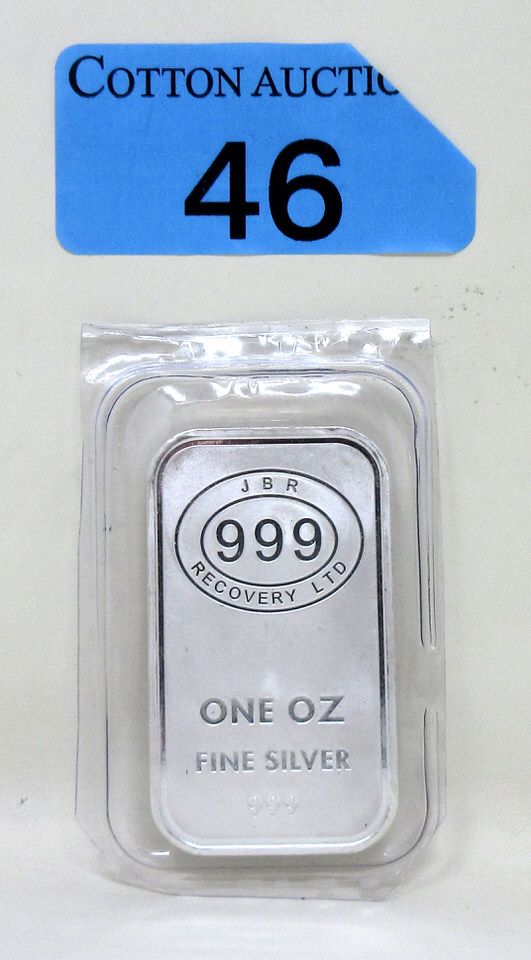 COTTON AUCTIO
46
JBR
999
RECOVERY LTD
ONE OZ
FINE SILVER
999